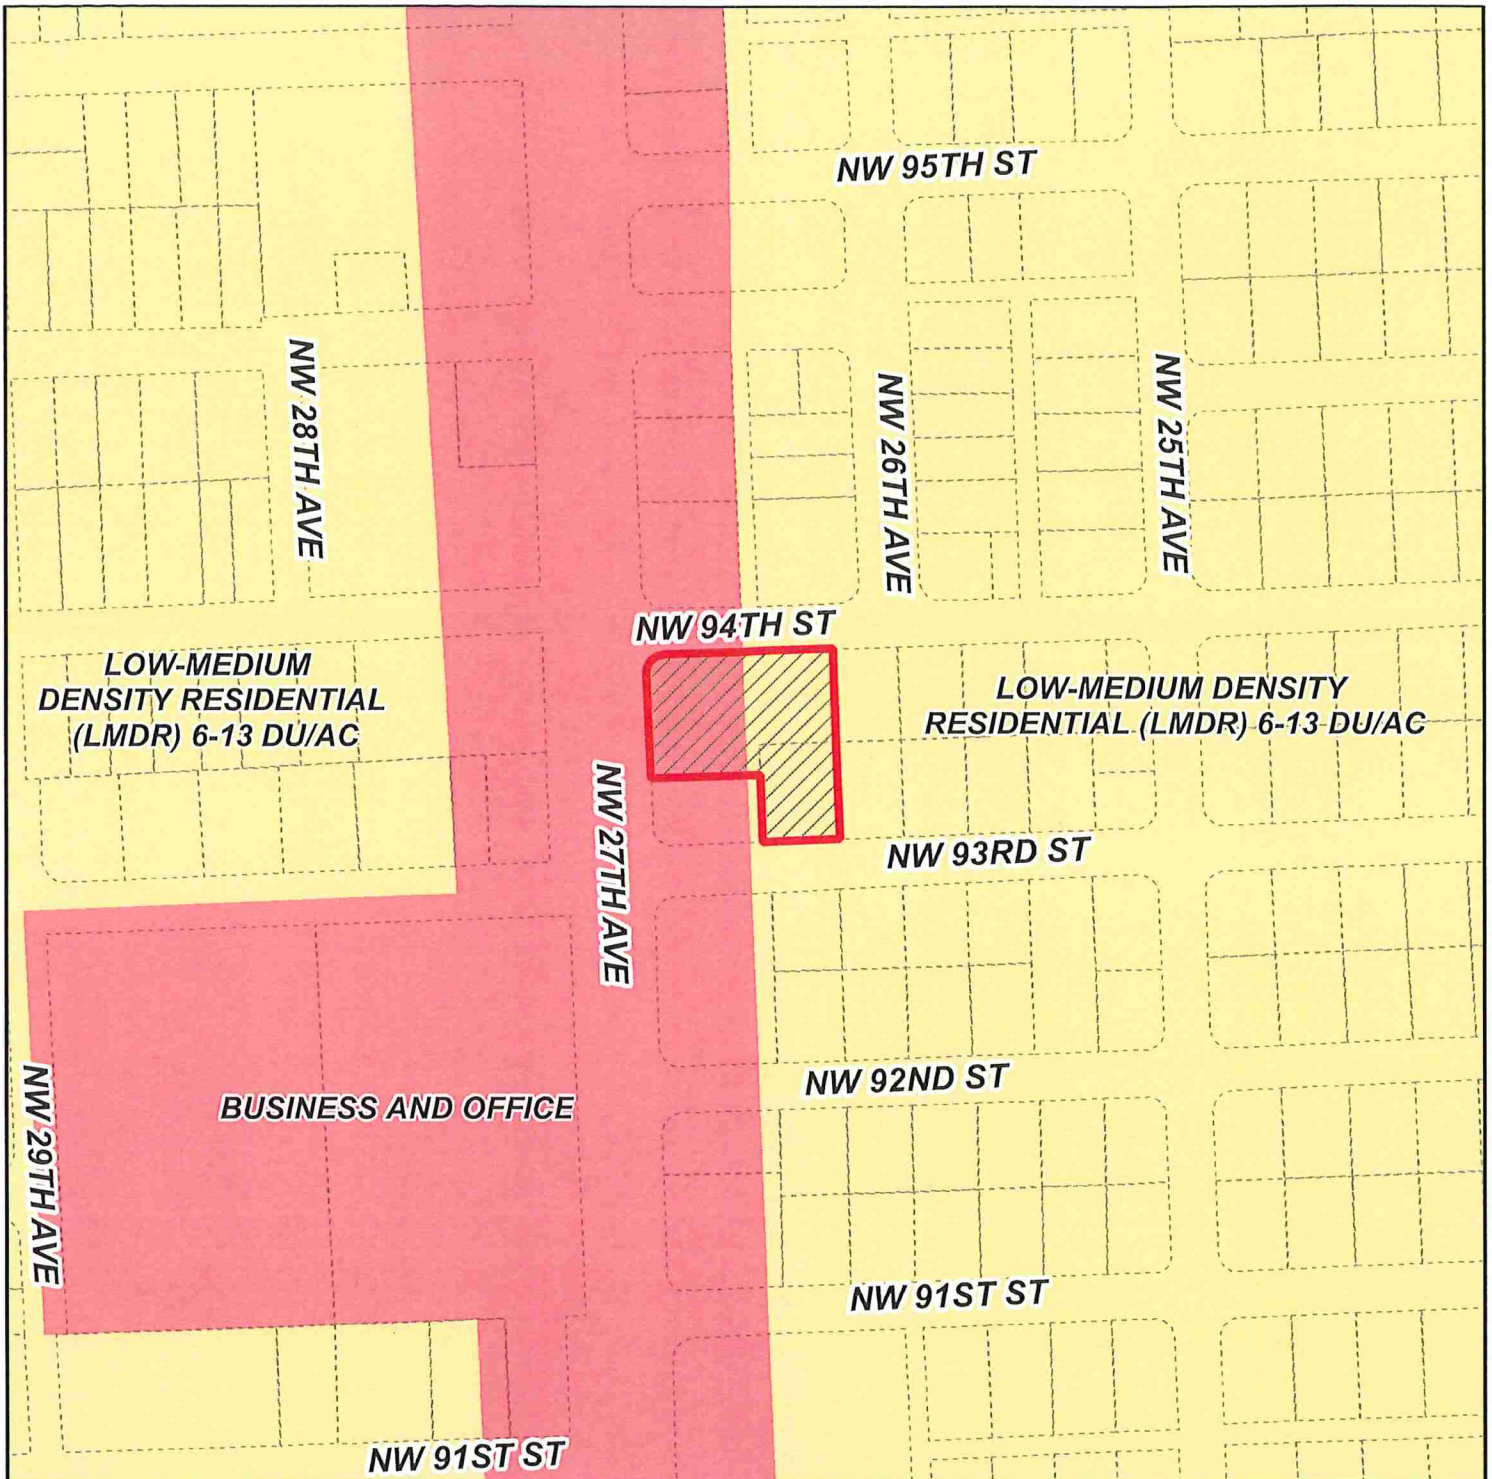 NW 95TH ST
NW 28TH AVE
NW 26TH AVE
NW 25TH AVE
NW 94TH ST
LOW-MEDIUM
DENSITY RESIDENTIAL
(LMDR) 6-13 DU/AC
LOW-MEDIUM DENSITY
RESIDENTIAL (LMDR) 6-13 DU/AC
NW 27TH AVE
NW 93RD ST
NW 92ND ST
BUSINESS AND OFFICE
NW 29TH AVE
NW 91ST ST
NW 91ST ST